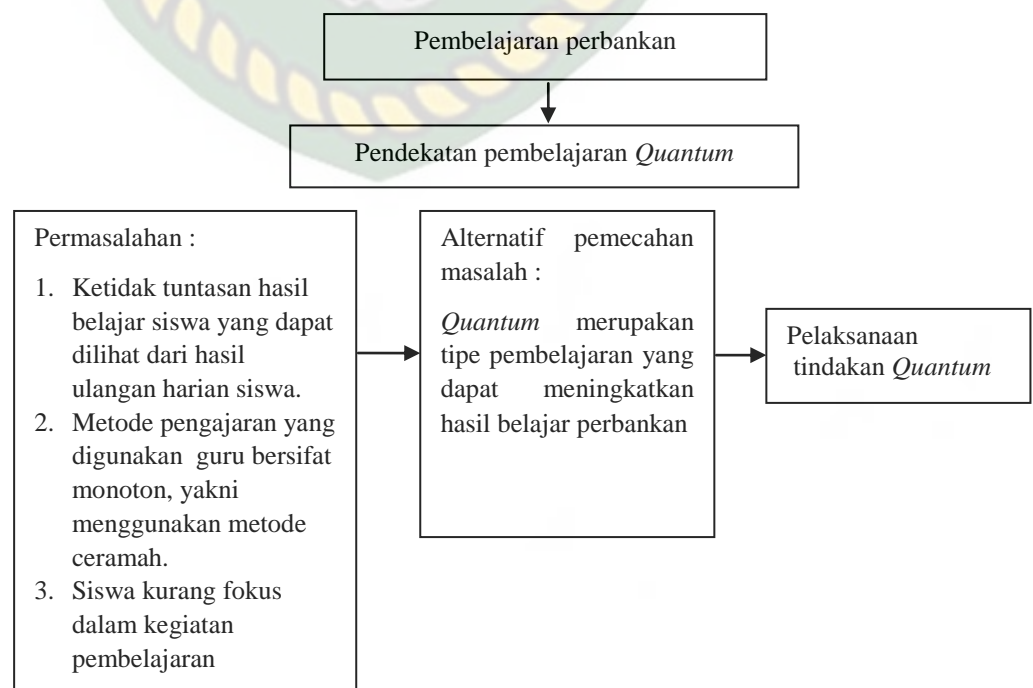 Pembelajaran perbankan
Pendekatan pembelajaran Quantum
Permasalahan :
1. Ketidak tuntasan hasil
belajar siswa yang dapat
dilihat dari hasil
ulangan harian siswa.
2. Metode pengajaran yang
digunakan guru bersifat
monoton, yakni
menggunakan metode
ceramah.
3. Siswa kurang fokus
dalam kegiatan
pembelajaran
Alternatif pemecahan
masalah :
Quantum merupakan
tipe pembelajaran yang
dapat meningkatkan
hasil belajar perbankan
Pelaksanaan
tindakan Quantum